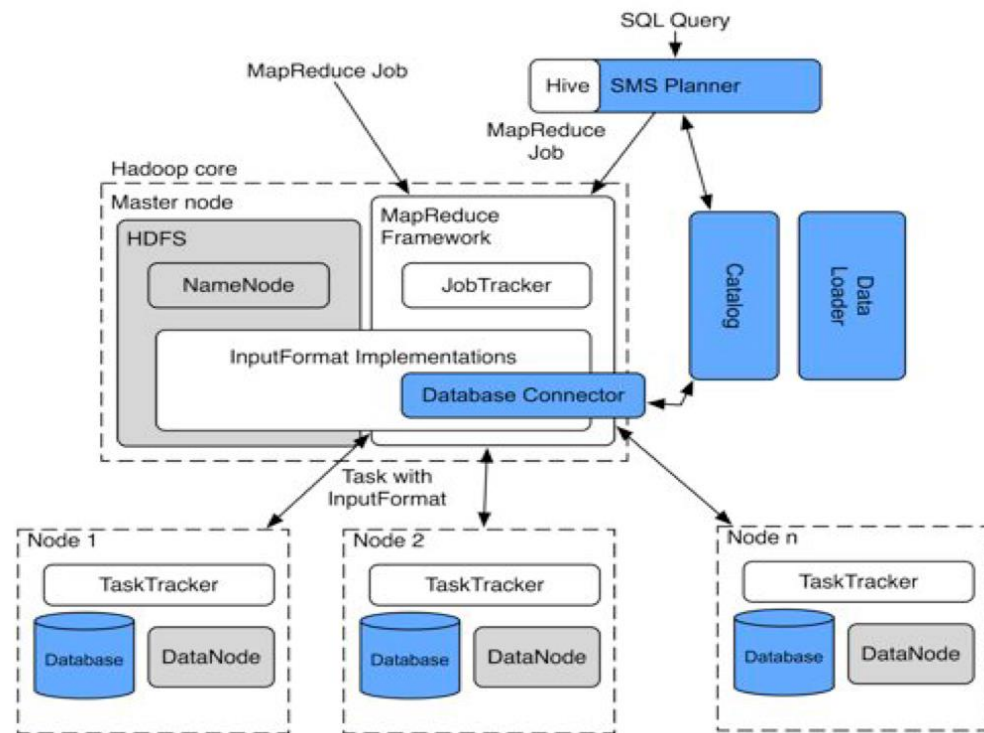 SQL Query
MapReduce Job
Hive
SMS Planner
MapReduce
Job
Hadoop core
Master node
HDFS
NameNode
MapReduce
Framework
JobTracker
InputFormat Implementations
Database Connector
Catalog
Data
Loader
Task with
InputFormat
Node 1
TaskTracker
Database
DataNode
Node 2
TaskTracker
Database
DataNode
Node n
TaskTracker
Database
DataNode